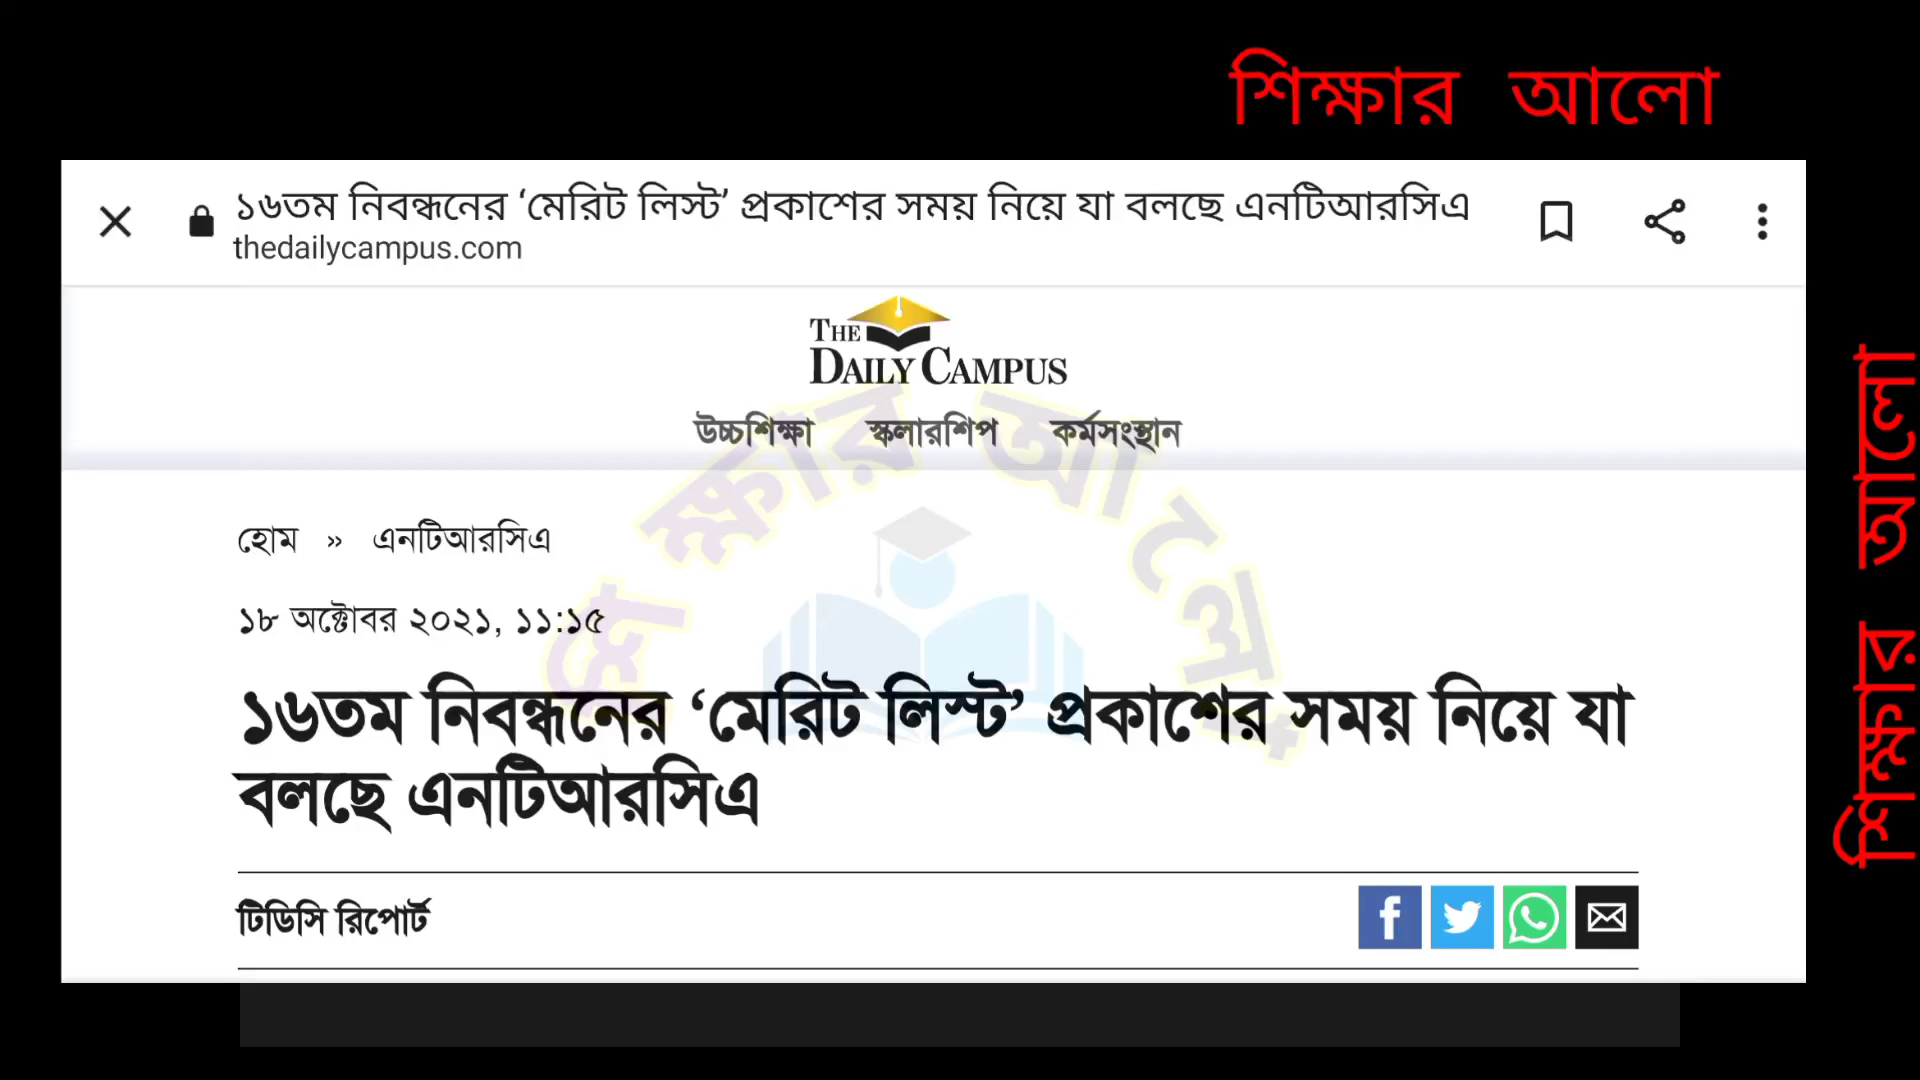 শিক্ষার আলো
১৬তম নিবন্ধনের ‘মেরিট লিস্ট’ প্রকাশের সময় নিয়ে যা বলছে এনটিআরসিএ
thedailycampus.com
THE
DAILY CAMPUS
উচ্চশিক্ষা স্কলারশিপ কর্মসংস্থান
শিক্ষার আলো
হোম » এনটিআরসিএ
১৮ অক্টোবর ২০২১, ১১:১৫
১৬তম নিবন্ধনের ‘মেরিট লিস্ট’ প্রকাশের সময় নিয়ে যা
বলছে এনটিআরসিএ
টিডিসি রিপোর্ট
শিক্ষার আলো